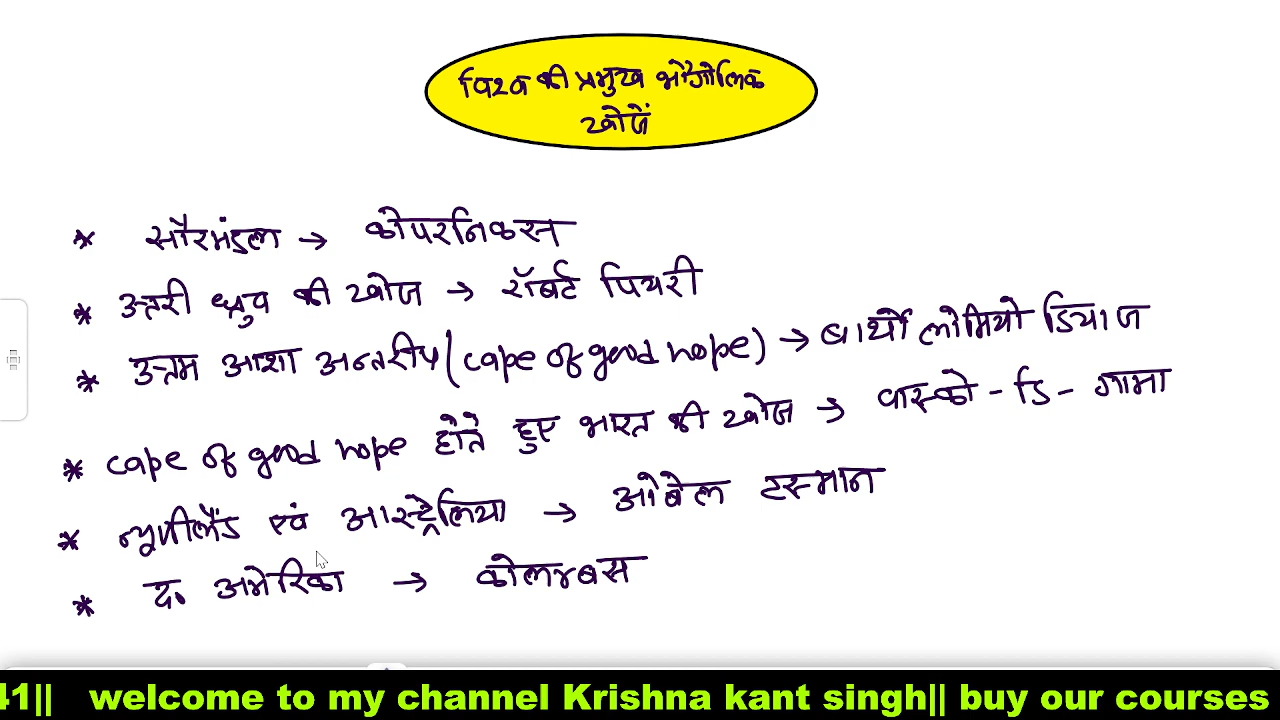 विश्व की प्रमुख भौगोलिक
खोजें
* सौरमंडल → कोपरनिकस
* उत्तरी ध्रुव की खोज → रॉबर्ट पियरी
* उत्तम आशा अन्तरीप (cape of good hope) → बार्थोलोमियो डियाज
* cape of good hope होते हुए भारत की खोज → वास्को - डि - गामा
* न्यूजीलैंड एवं आस्ट्रेलिया → ओबेल टस्मान
* द० अमेरिका → कोलम्बस
41|| welcome to my channel Krishna kant singh|| buy our courses